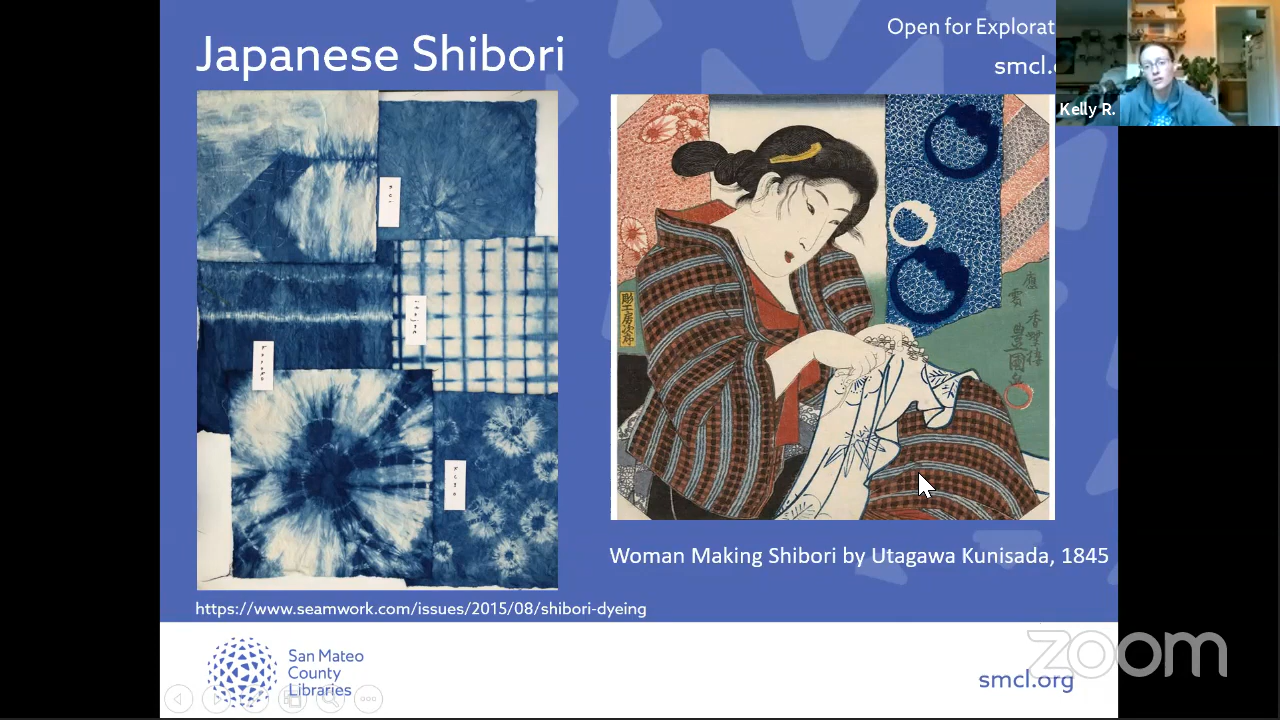 Japanese Shibori
Open for Explorat
smcl.
Kelly R.
Woman Making Shibori by Utagawa Kunisada, 1845
https://www.seamwork.com/issues/2015/08/shibori-dyeing
San Mateo
County
Libraries
smcl.org
zoom